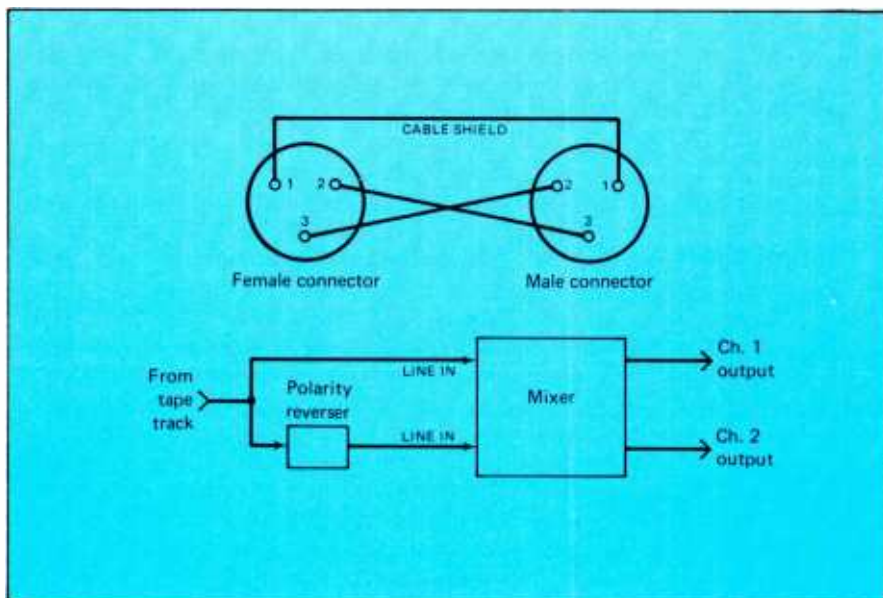 CABLE SHIELD
1 2 2 1
3 3
Female connector Male connector
From
tape
track
LINE IN
Polarity
reverser
LINE IN
Mixer
Ch. 1
output
Ch. 2
output